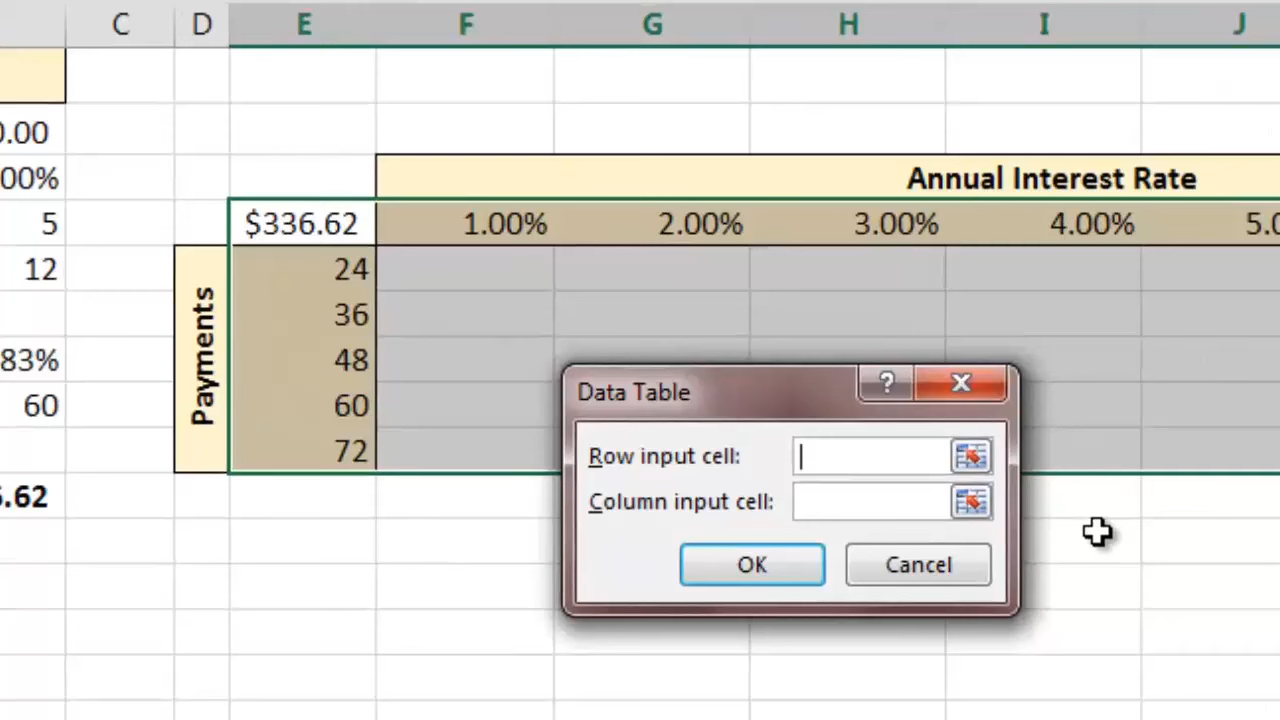 C D E F G H I J
0.00
00% Annual Interest Rate
5 $336.62 1.00% 2.00% 3.00% 4.00% 5.0
12 24
36
83% 48
60 60
72
Payments
.62
Data Table ?
Row input cell:
Column input cell:
OK Cancel